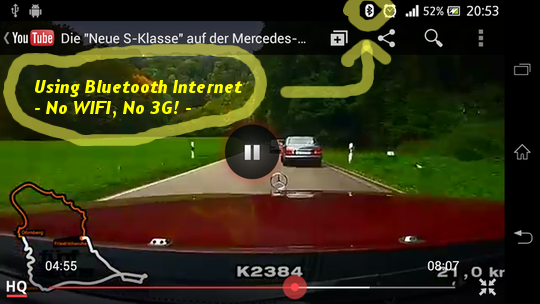 52% 20:53
YouTube Die "Neue S-Klasse" auf der Mercedes-...
Using Bluetooth Internet
- No WIFI, No 3G! -
04:55 08:07
K2384 21,0 kr
HQ